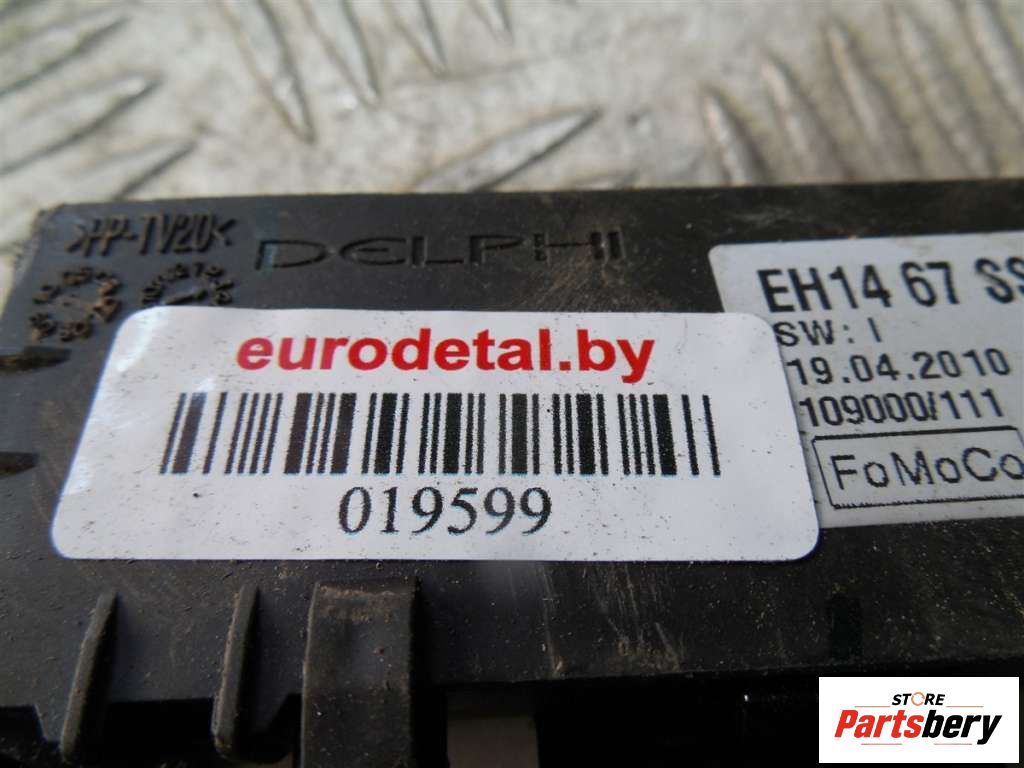 >PP-TV20<
DELPHI
EH14 67 SS
SW: I
19.04.2010
109000/111
FoMoCo
eurodetal.by
019599
STORE
Partsbery